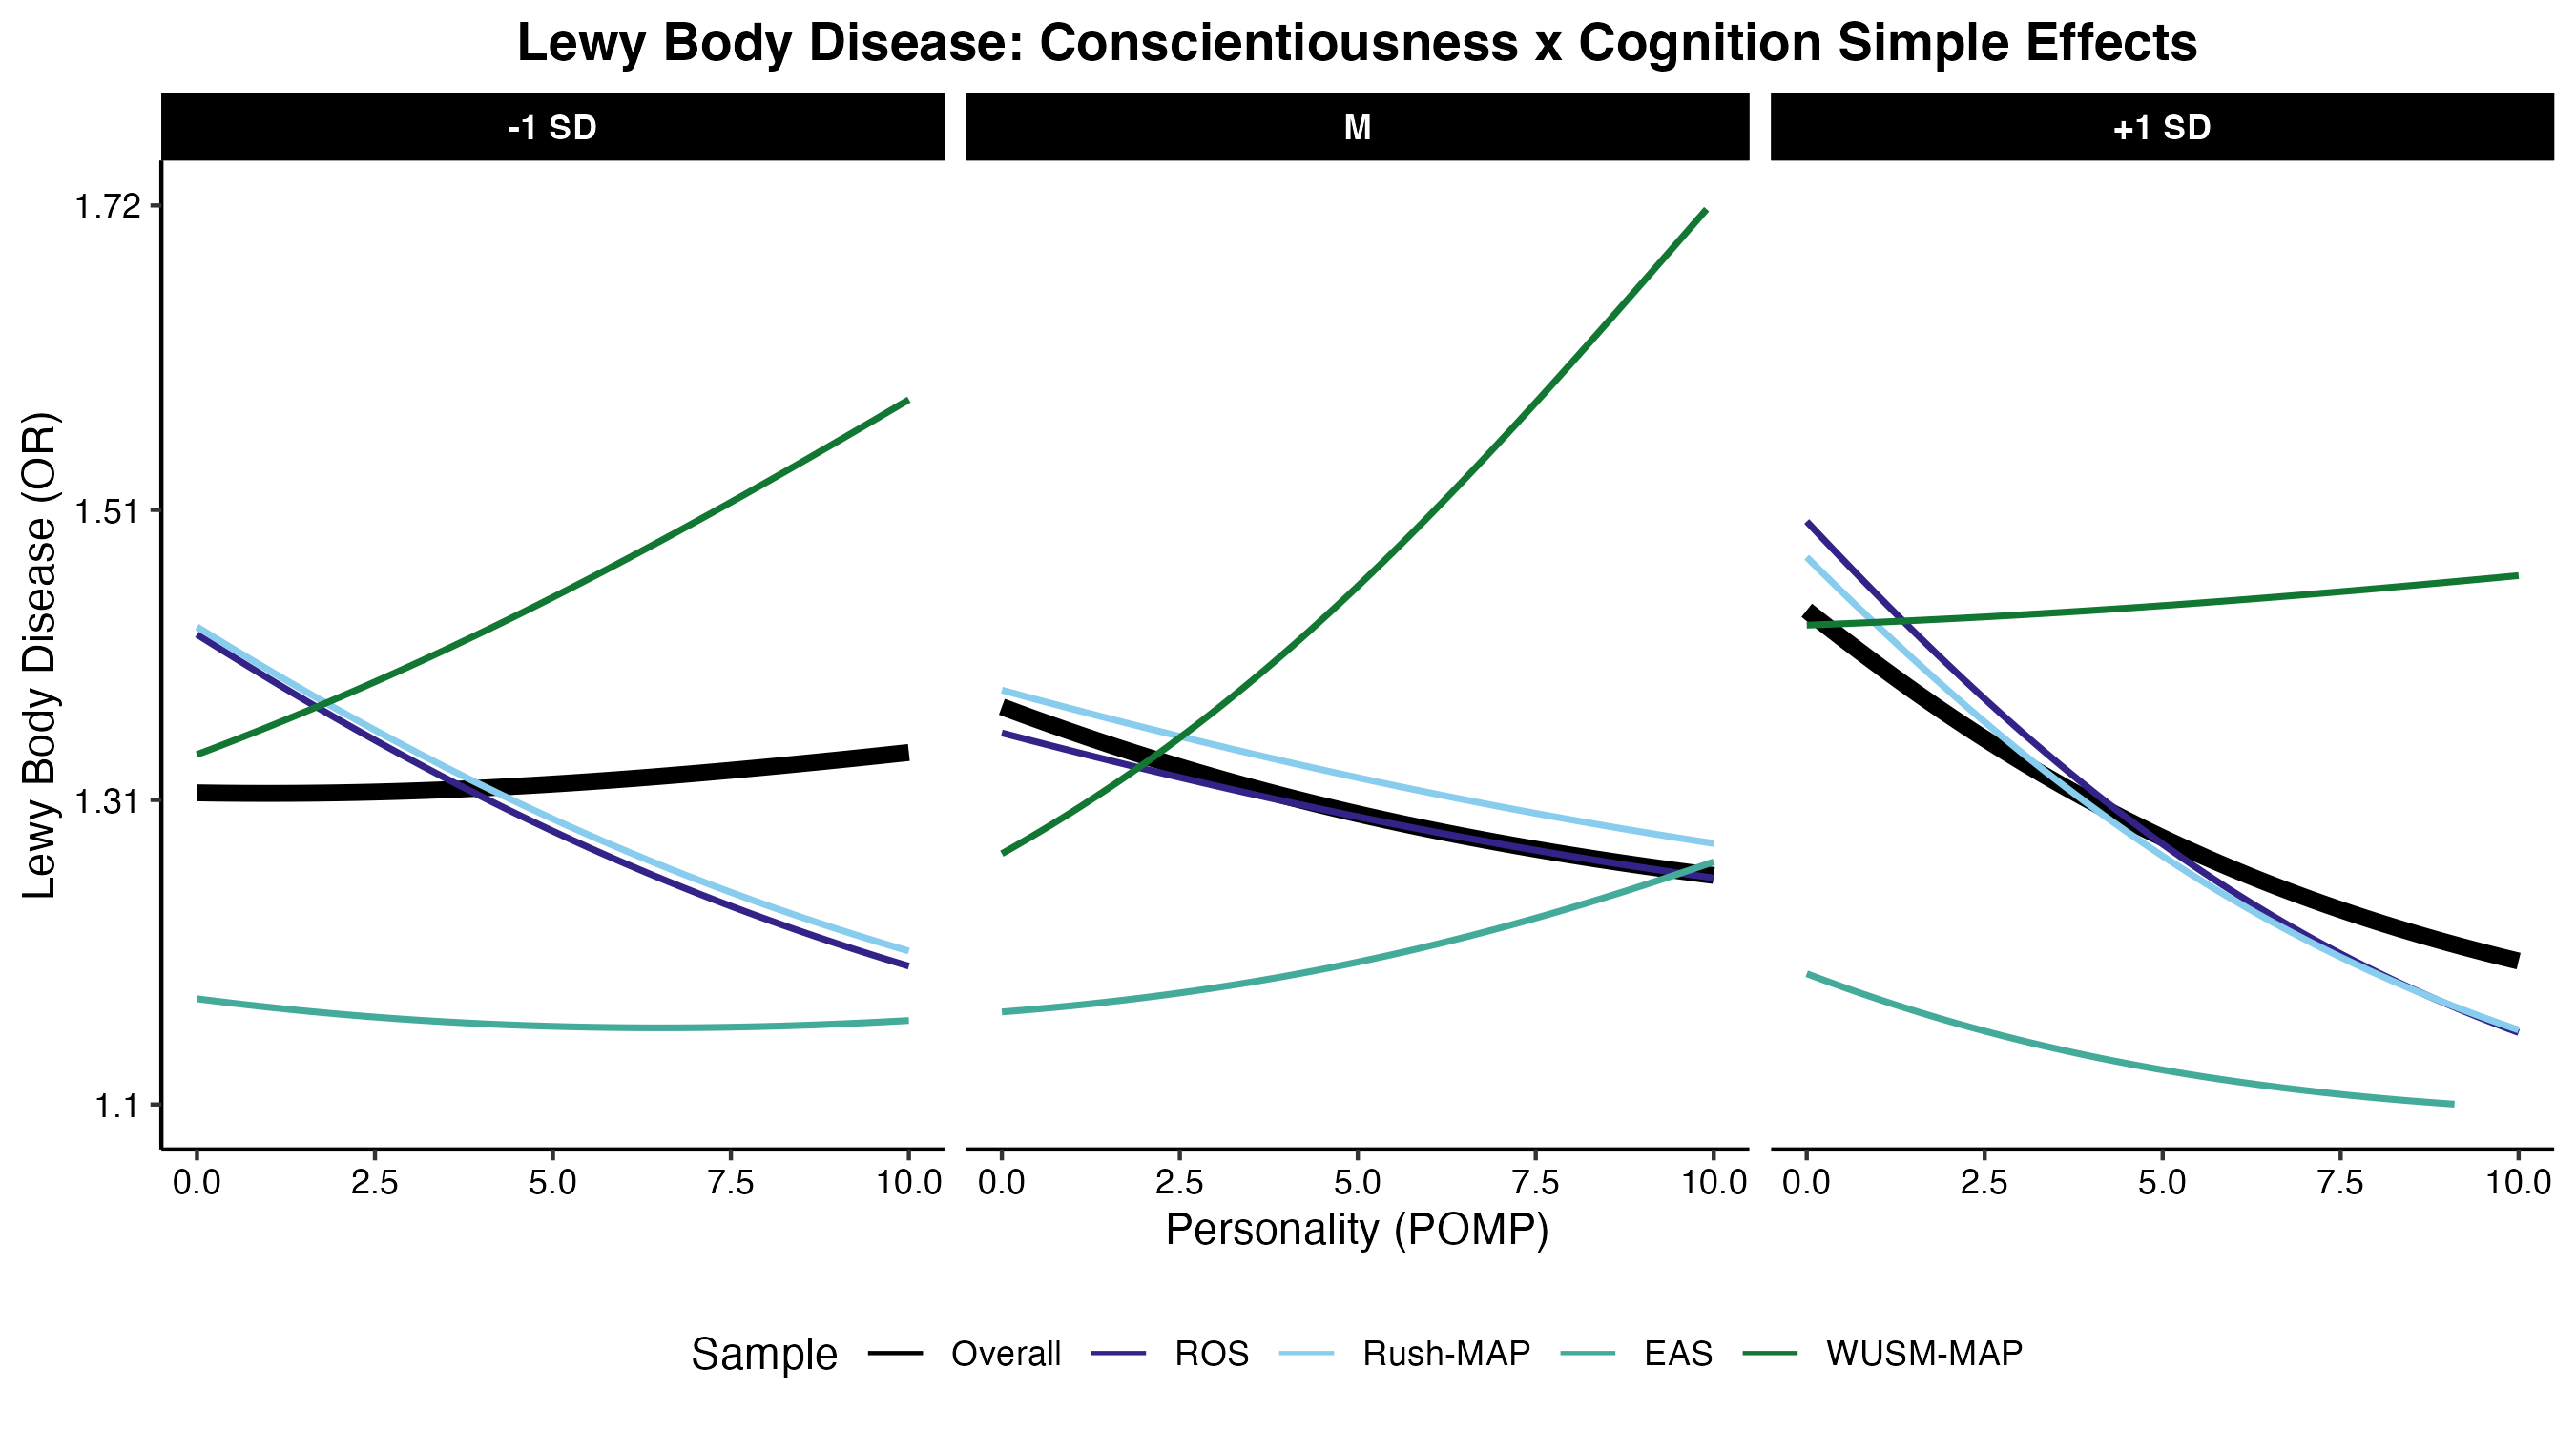 Lewy Body Disease: Conscientiousness x Cognition Simple Effects
-1 SD
M
+1 SD
Lewy Body Disease (OR)
1.72
1.51
1.31
1.1
0.0 2.5 5.0 7.5 10.0
0.0 2.5 5.0 7.5 10.0
0.0 2.5 5.0 7.5 10.0
Personality (POMP)
Sample Overall ROS Rush-MAP EAS WUSM-MAP